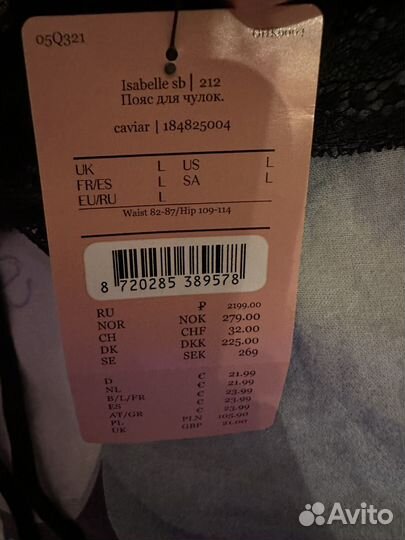 05Q321
Isabelle sb | 212
Пояс для чулок.
caviar | 184825004
UK L US L
FR/ES L SA L
EU/RU L
Waist 82-87/Hip 109-114
8 720285 389578
RU ₽ 2199.00
NOR NOK 279.00
CH CHF 32.00
DK DKK 225.00
SE SEK 269
D € 21.99
NL € 21.99
B/L/FR € 23.99
ES € 23.99
AT/GR € 23.99
PL PLN 105.90
UK GBP 21.00
Avito